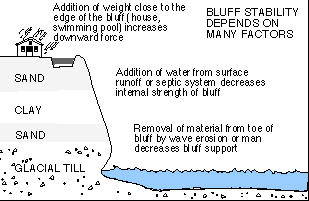 Addition of weight close to the
edge of the bluff (house,
swimming pool) increases
downward force
BLUFF STABILITY
DEPENDS ON
MANY FACTORS
SAND
CLAY
SAND
GLACIAL TILL
Addition of water from surface
runoff or septic system decreases
internal strength of bluff
Removal of material from toe of
bluff by wave erosion or man
decreases bluff support